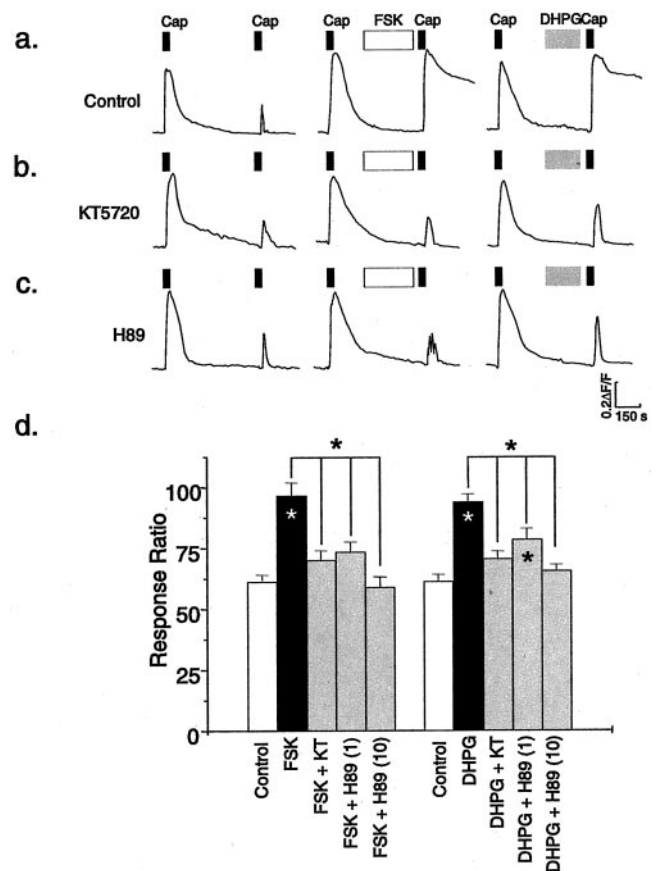 a.
Cap Cap Cap FSK Cap Cap DHPG Cap
Control
b.
KT5720
c.
H89
0.2ΔF/F
150 s
d.
* *
100
75
50
25
0
Response Ratio
* * *
Control
FSK
FSK + KT
FSK + H89 (1)
FSK + H89 (10)
Control
DHPG
DHPG + KT
DHPG + H89 (1)
DHPG + H89 (10)